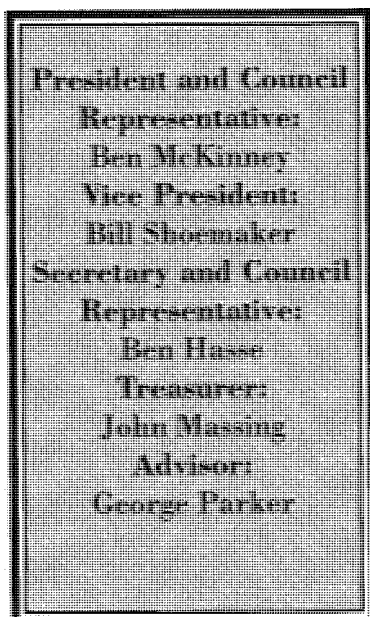 President and Council
Representative:
Ben McKinney
Vice President:
Bill Shoemaker
Secretary and Council
Representative:
Ben Hasse
Treasurer:
John Massing
Advisor:
George Parker